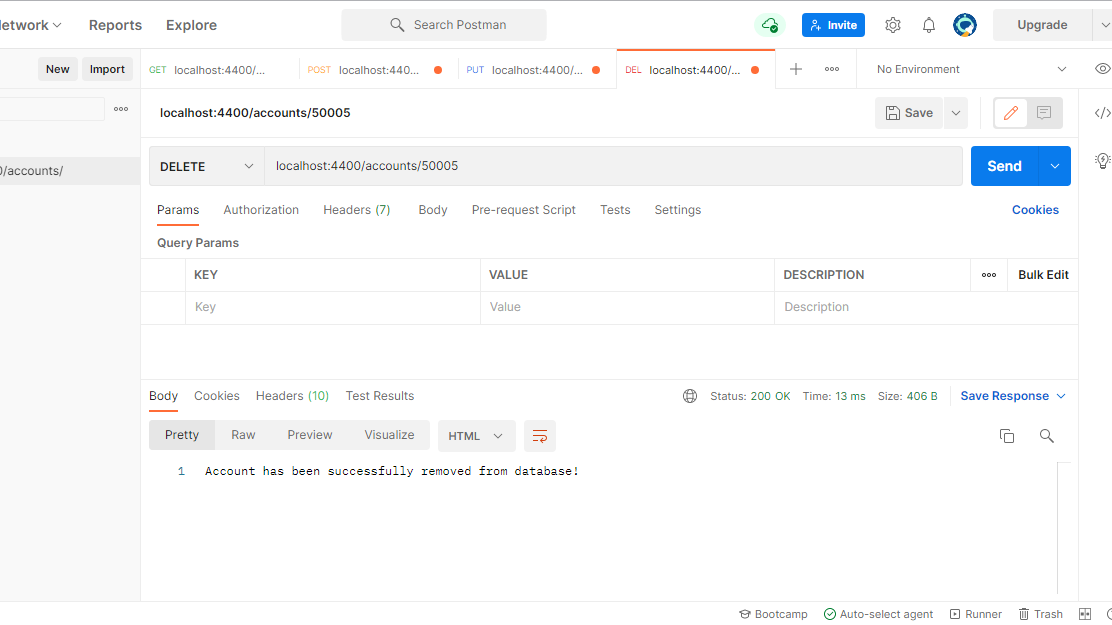 etwork Reports Explore Search Postman Invite Upgrade
New Import GET localhost:4400/... POST localhost:440... PUT localhost:4400/... DEL localhost:4400/... No Environment
localhost:4400/accounts/50005 Save
0/accounts/
DELETE localhost:4400/accounts/50005 Send
Params Authorization Headers (7) Body Pre-request Script Tests Settings Cookies
Query Params
KEY VALUE DESCRIPTION Bulk Edit
Key Value Description
Body Cookies Headers (10) Test Results Status: 200 OK Time: 13 ms Size: 406 B Save Response
Pretty Raw Preview Visualize HTML
1 Account has been successfully removed from database!
Bootcamp Auto-select agent Runner Trash